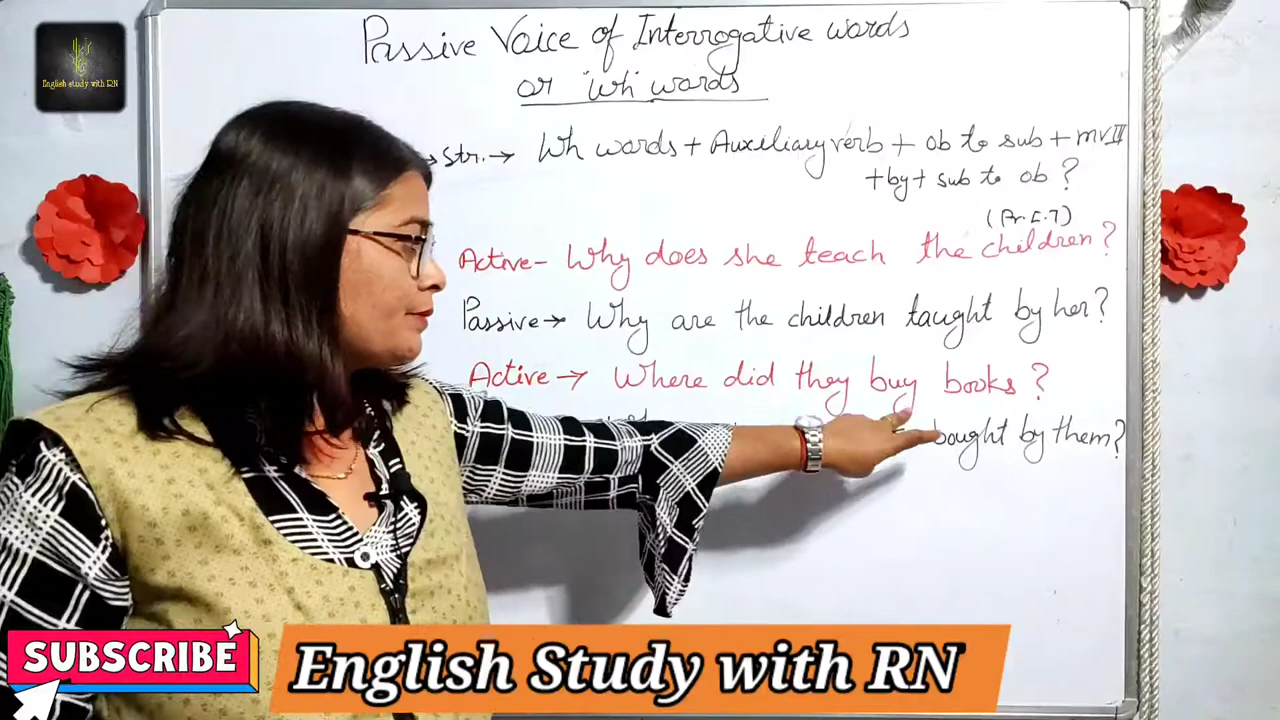 Passive Voice of Interrogative words
or "Wh" words
English study with RN
Str. → Wh words + Auxiliary verb + ob to sub + mvIII
+ by + sub to ob ?
(Pr. I. T)
Active - Why does she teach the children ?
Passive → Why are the children taught by her ?
Active → Where did they buy books ?
bought by them ?
SUBSCRIBE
English Study with RN